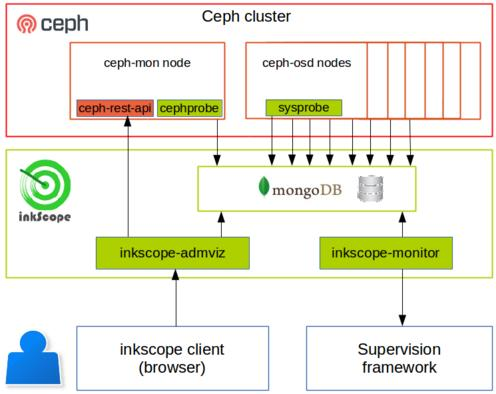 Ceph cluster
ceph
ceph-mon node
ceph-osd nodes
ceph-rest-api
cephprobe
sysprobe
inkScope
mongoDB
inkscope-admviz
inkscope-monitor
inkscope client
(browser)
Supervision
framework